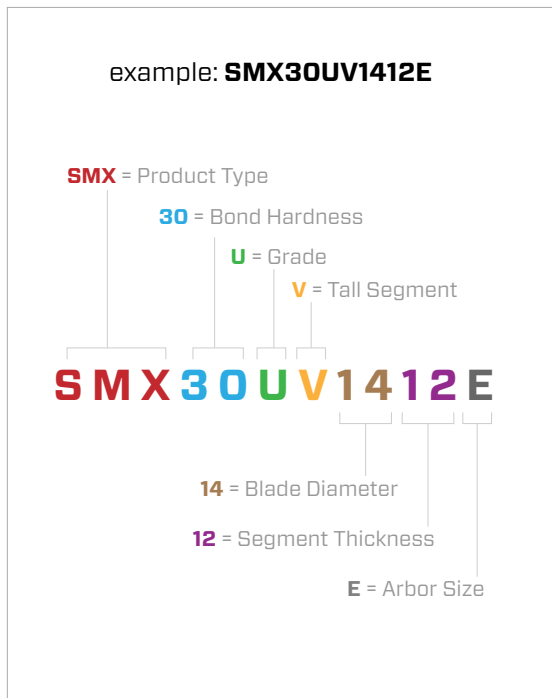 example: SMX30UV1412E
SMX = Product Type
30 = Bond Hardness
U = Grade
V = Tall Segment
SMX30UV1412E
14 = Blade Diameter
12 = Segment Thickness
E = Arbor Size